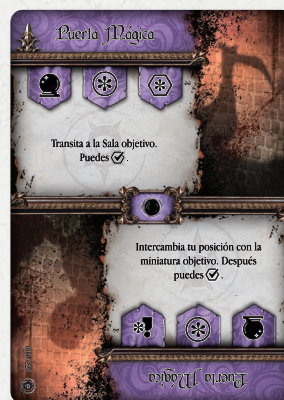 Puerta Mágica
Transita a la Sala objetivo.
Puedes .
Intercambia tu posición con la
miniatura objetivo. Después
puedes .
Puerta Mágica